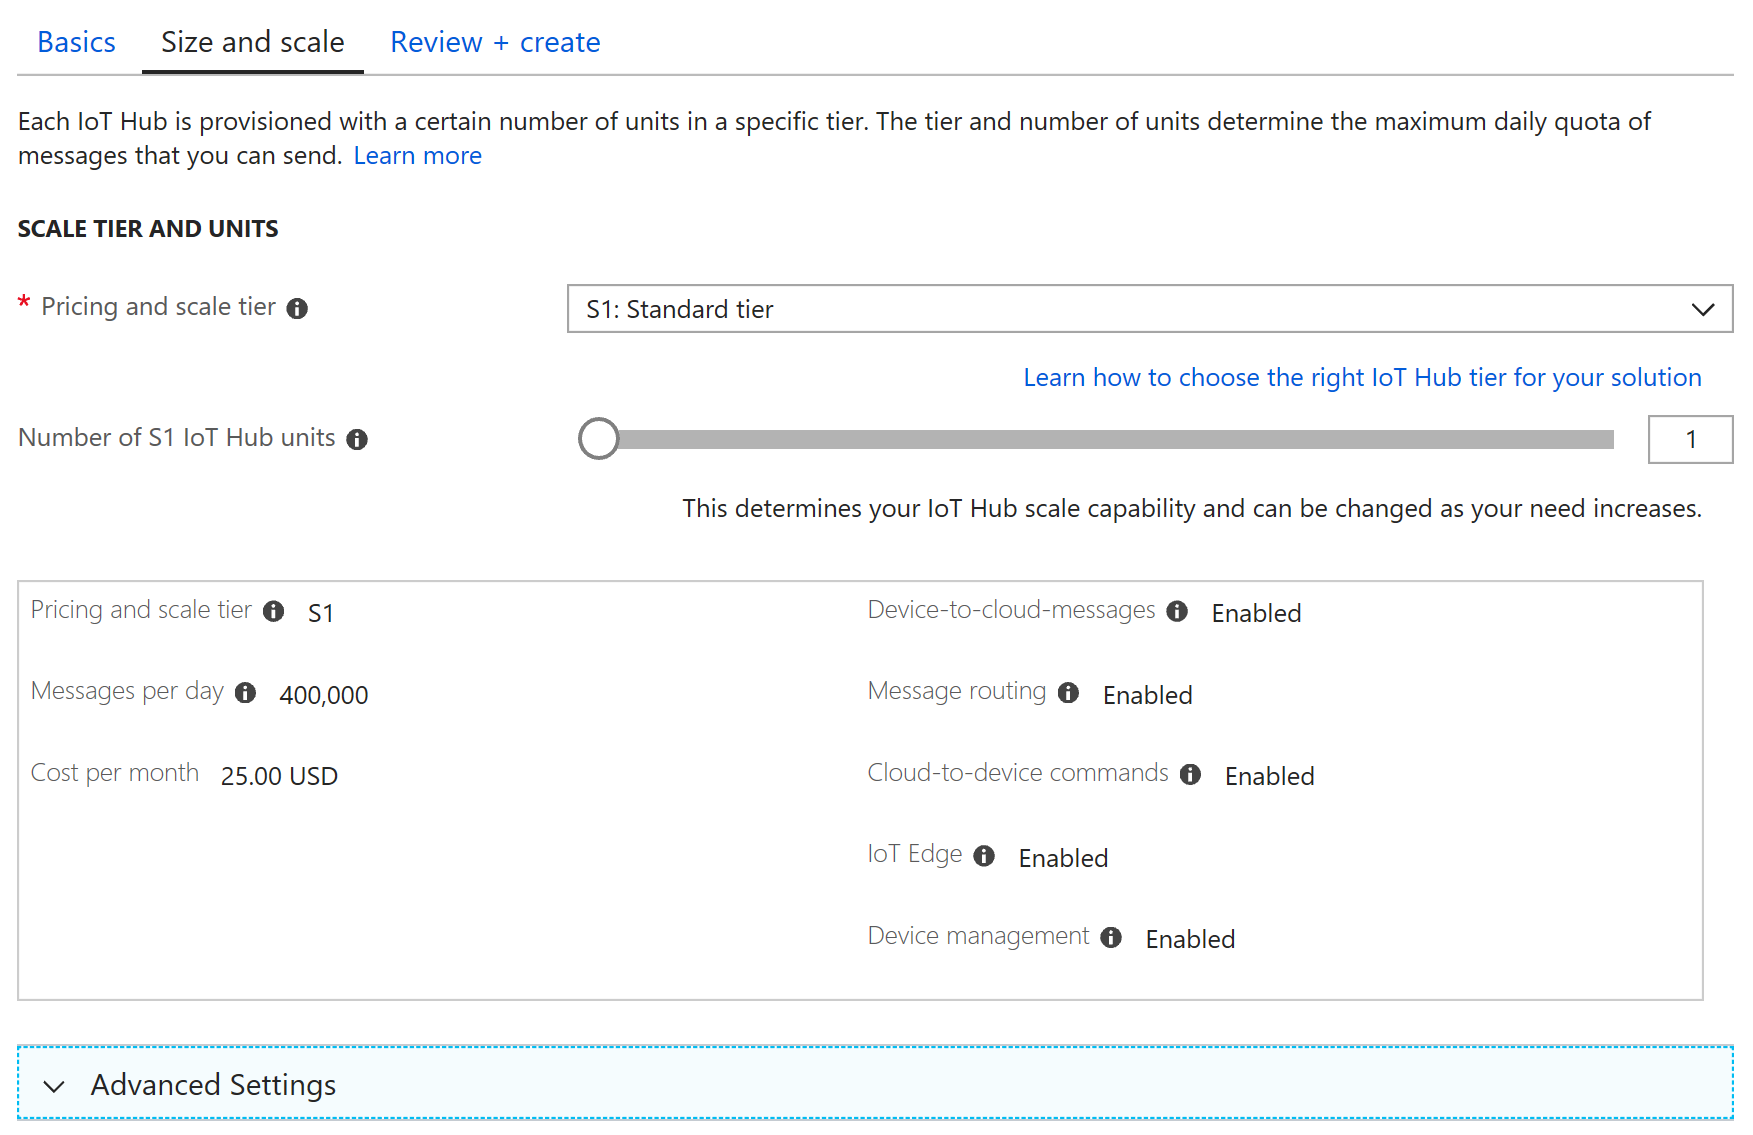 Basics Size and scale Review + create
Each IoT Hub is provisioned with a certain number of units in a specific tier. The tier and number of units determine the maximum daily quota of
messages that you can send. Learn more
SCALE TIER AND UNITS
* Pricing and scale tier S1: Standard tier
Learn how to choose the right IoT Hub tier for your solution
Number of S1 IoT Hub units 1
This determines your IoT Hub scale capability and can be changed as your need increases.
Pricing and scale tier S1
Messages per day 400,000
Cost per month 25.00 USD
Device-to-cloud-messages Enabled
Message routing Enabled
Cloud-to-device commands Enabled
IoT Edge Enabled
Device management Enabled
Advanced Settings